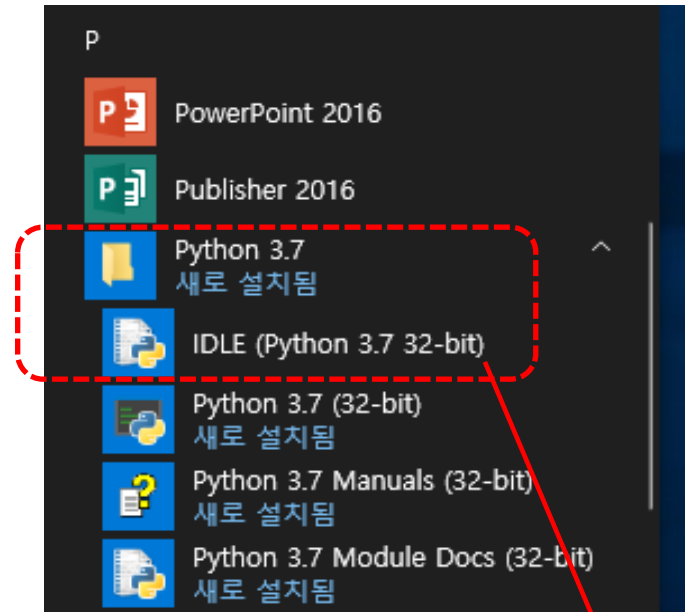 P
PowerPoint 2016
Publisher 2016
Python 3.7
새로 설치됨
IDLE (Python 3.7 32-bit)
Python 3.7 (32-bit)
새로 설치됨
Python 3.7 Manuals (32-bit)
새로 설치됨
Python 3.7 Module Docs (32-bit)
새로 설치됨